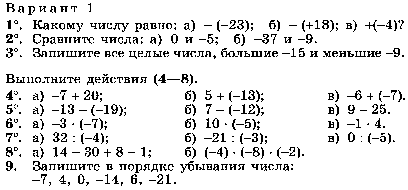 Вариант 1
1°. Какому числу равно: а) – (–23); б) – (+18); в) +(–4)?
2°. Сравните числа: а) 0 и –5; б) –37 и –9.
3°. Запишите все целые числа, большие –15 и меньшие –9.
Выполните действия (4—8).
4°. а) –7 + 20; б) 5 + (–13); в) –6 + (–7).
5°. а) –13 – (–19); б) 7 – (–12); в) 9 – 25.
6°. а) –3 · (–7); б) 10 · (–5); в) –1 · 4.
7°. а) 32 : (–4); б) –21 : (–3); в) 0 : (–5).
8°. а) 14 – 30 + 8 – 1; б) (–4) · (–8) · (–2).
9. Запишите в порядке убывания числа:
–7, 4, 0, –14, 6, –21.